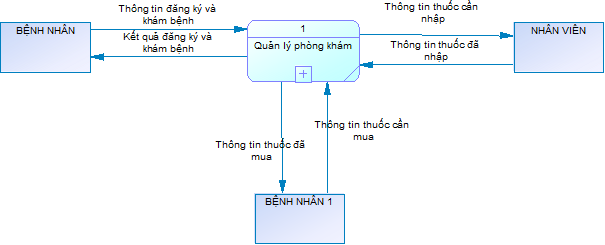 Thông tin đăng ký và
khám bệnh
Thông tin thuốc cần
nhập
BỆNH NHÂN
1
NHÂN VIÊN
Kết quả đăng ký và
khám bệnh
Quản lý phòng khám
Thông tin thuốc đã
nhập
Thông tin thuốc cần
mua
Thông tin thuốc đã
mua
BỆNH NHÂN 1